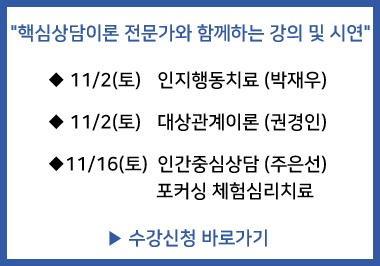 "핵심상담이론 전문가와 함께하는 강의 및 시연"
◆ 11/2(토) 인지행동치료 (박재우)
◆ 11/2(토) 대상관계이론 (권경인)
◆11/16(토) 인간중심상담 (주은선)
포커싱 체험심리치료
▶ 수강신청 바로가기